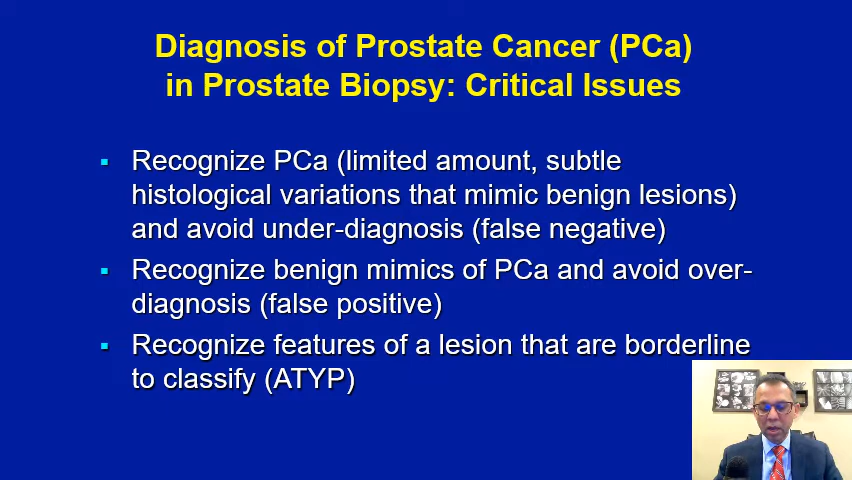 Diagnosis of Prostate Cancer (PCa)
in Prostate Biopsy: Critical Issues
▪ Recognize PCa (limited amount, subtle
histological variations that mimic benign lesions)
and avoid under-diagnosis (false negative)
▪ Recognize benign mimics of PCa and avoid over-
diagnosis (false positive)
▪ Recognize features of a lesion that are borderline
to classify (ATYP)